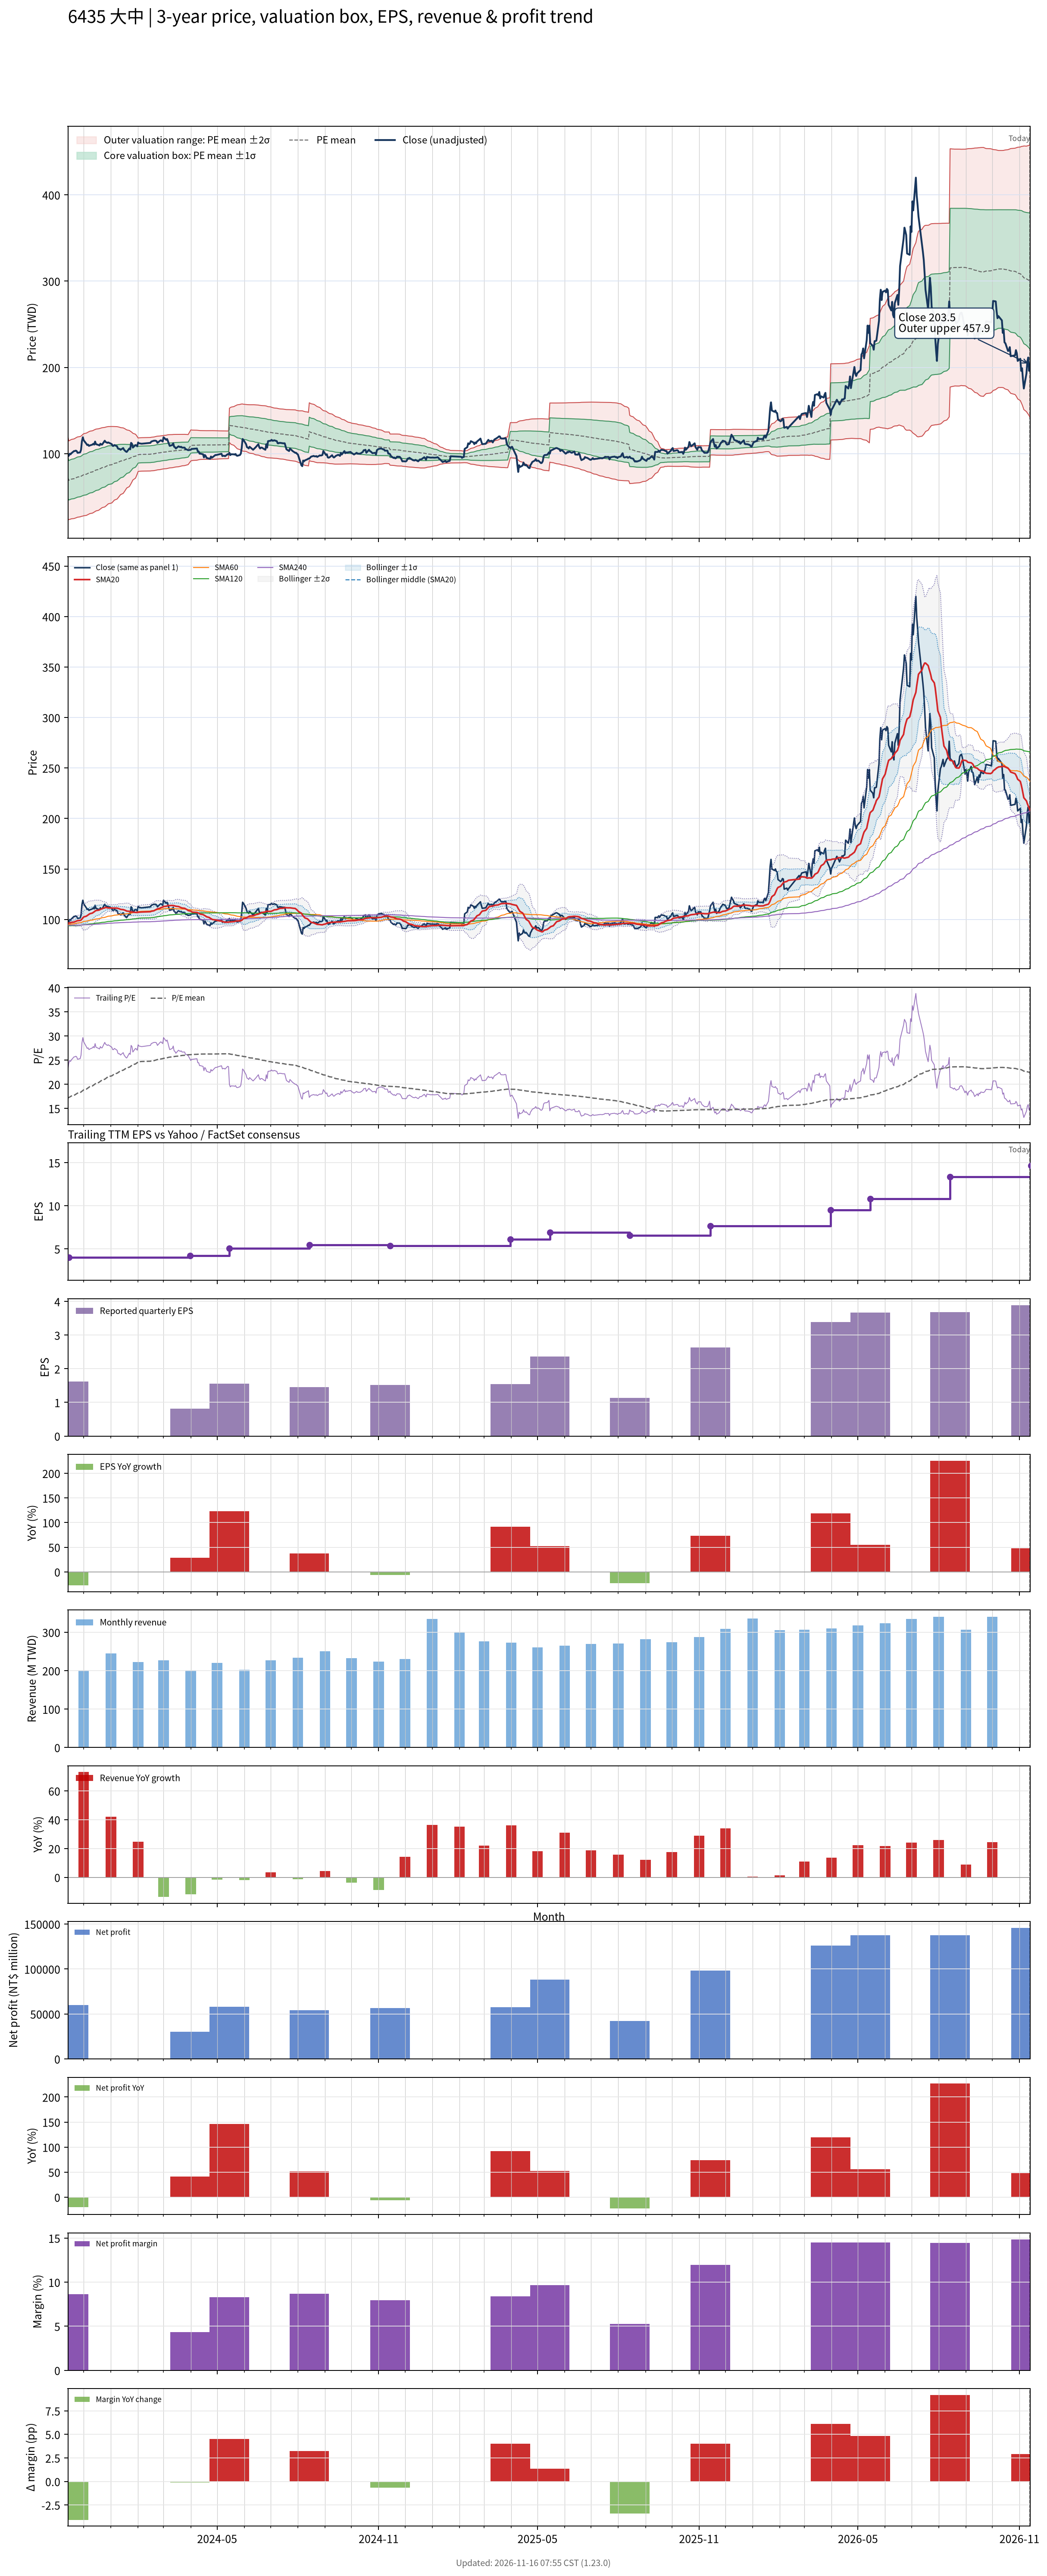 6435 大中 | 3-year price, valuation box, EPS, revenue & profit trend
Outer valuation range: PE mean ±2σ
Core valuation box: PE mean ±1σ
PE mean
Close (unadjusted)
Today
Close 203.5
Outer upper 457.9
Price (TWD)
400
300
200
100
Close (same as panel 1)
SMA20
SMA60
SMA120
SMA240
Bollinger ±2σ
Bollinger ±1σ
Bollinger middle (SMA20)
Price
450
400
350
300
250
200
150
100
Trailing P/E
P/E mean
P/E
40
35
30
25
20
15
Trailing TTM EPS vs Yahoo / FactSet consensus
Today
EPS
15
10
5
Reported quarterly EPS
EPS
4
3
2
1
0
EPS YoY growth
YoY (%)
200
150
100
50
0
Monthly revenue
Revenue (M TWD)
300
200
100
0
Revenue YoY growth
YoY (%)
60
40
20
0
Month
Net profit
Net profit (NT$ million)
150000
100000
50000
0
Net profit YoY
YoY (%)
200
150
100
50
0
Net profit margin
Margin (%)
15
10
5
0
Margin YoY change
Δ margin (pp)
7.5
5.0
2.5
0.0
-2.5
2024-05
2024-11
2025-05
2025-11
2026-05
2026-11
Updated: 2026-11-16 07:55 CST (1.23.0)